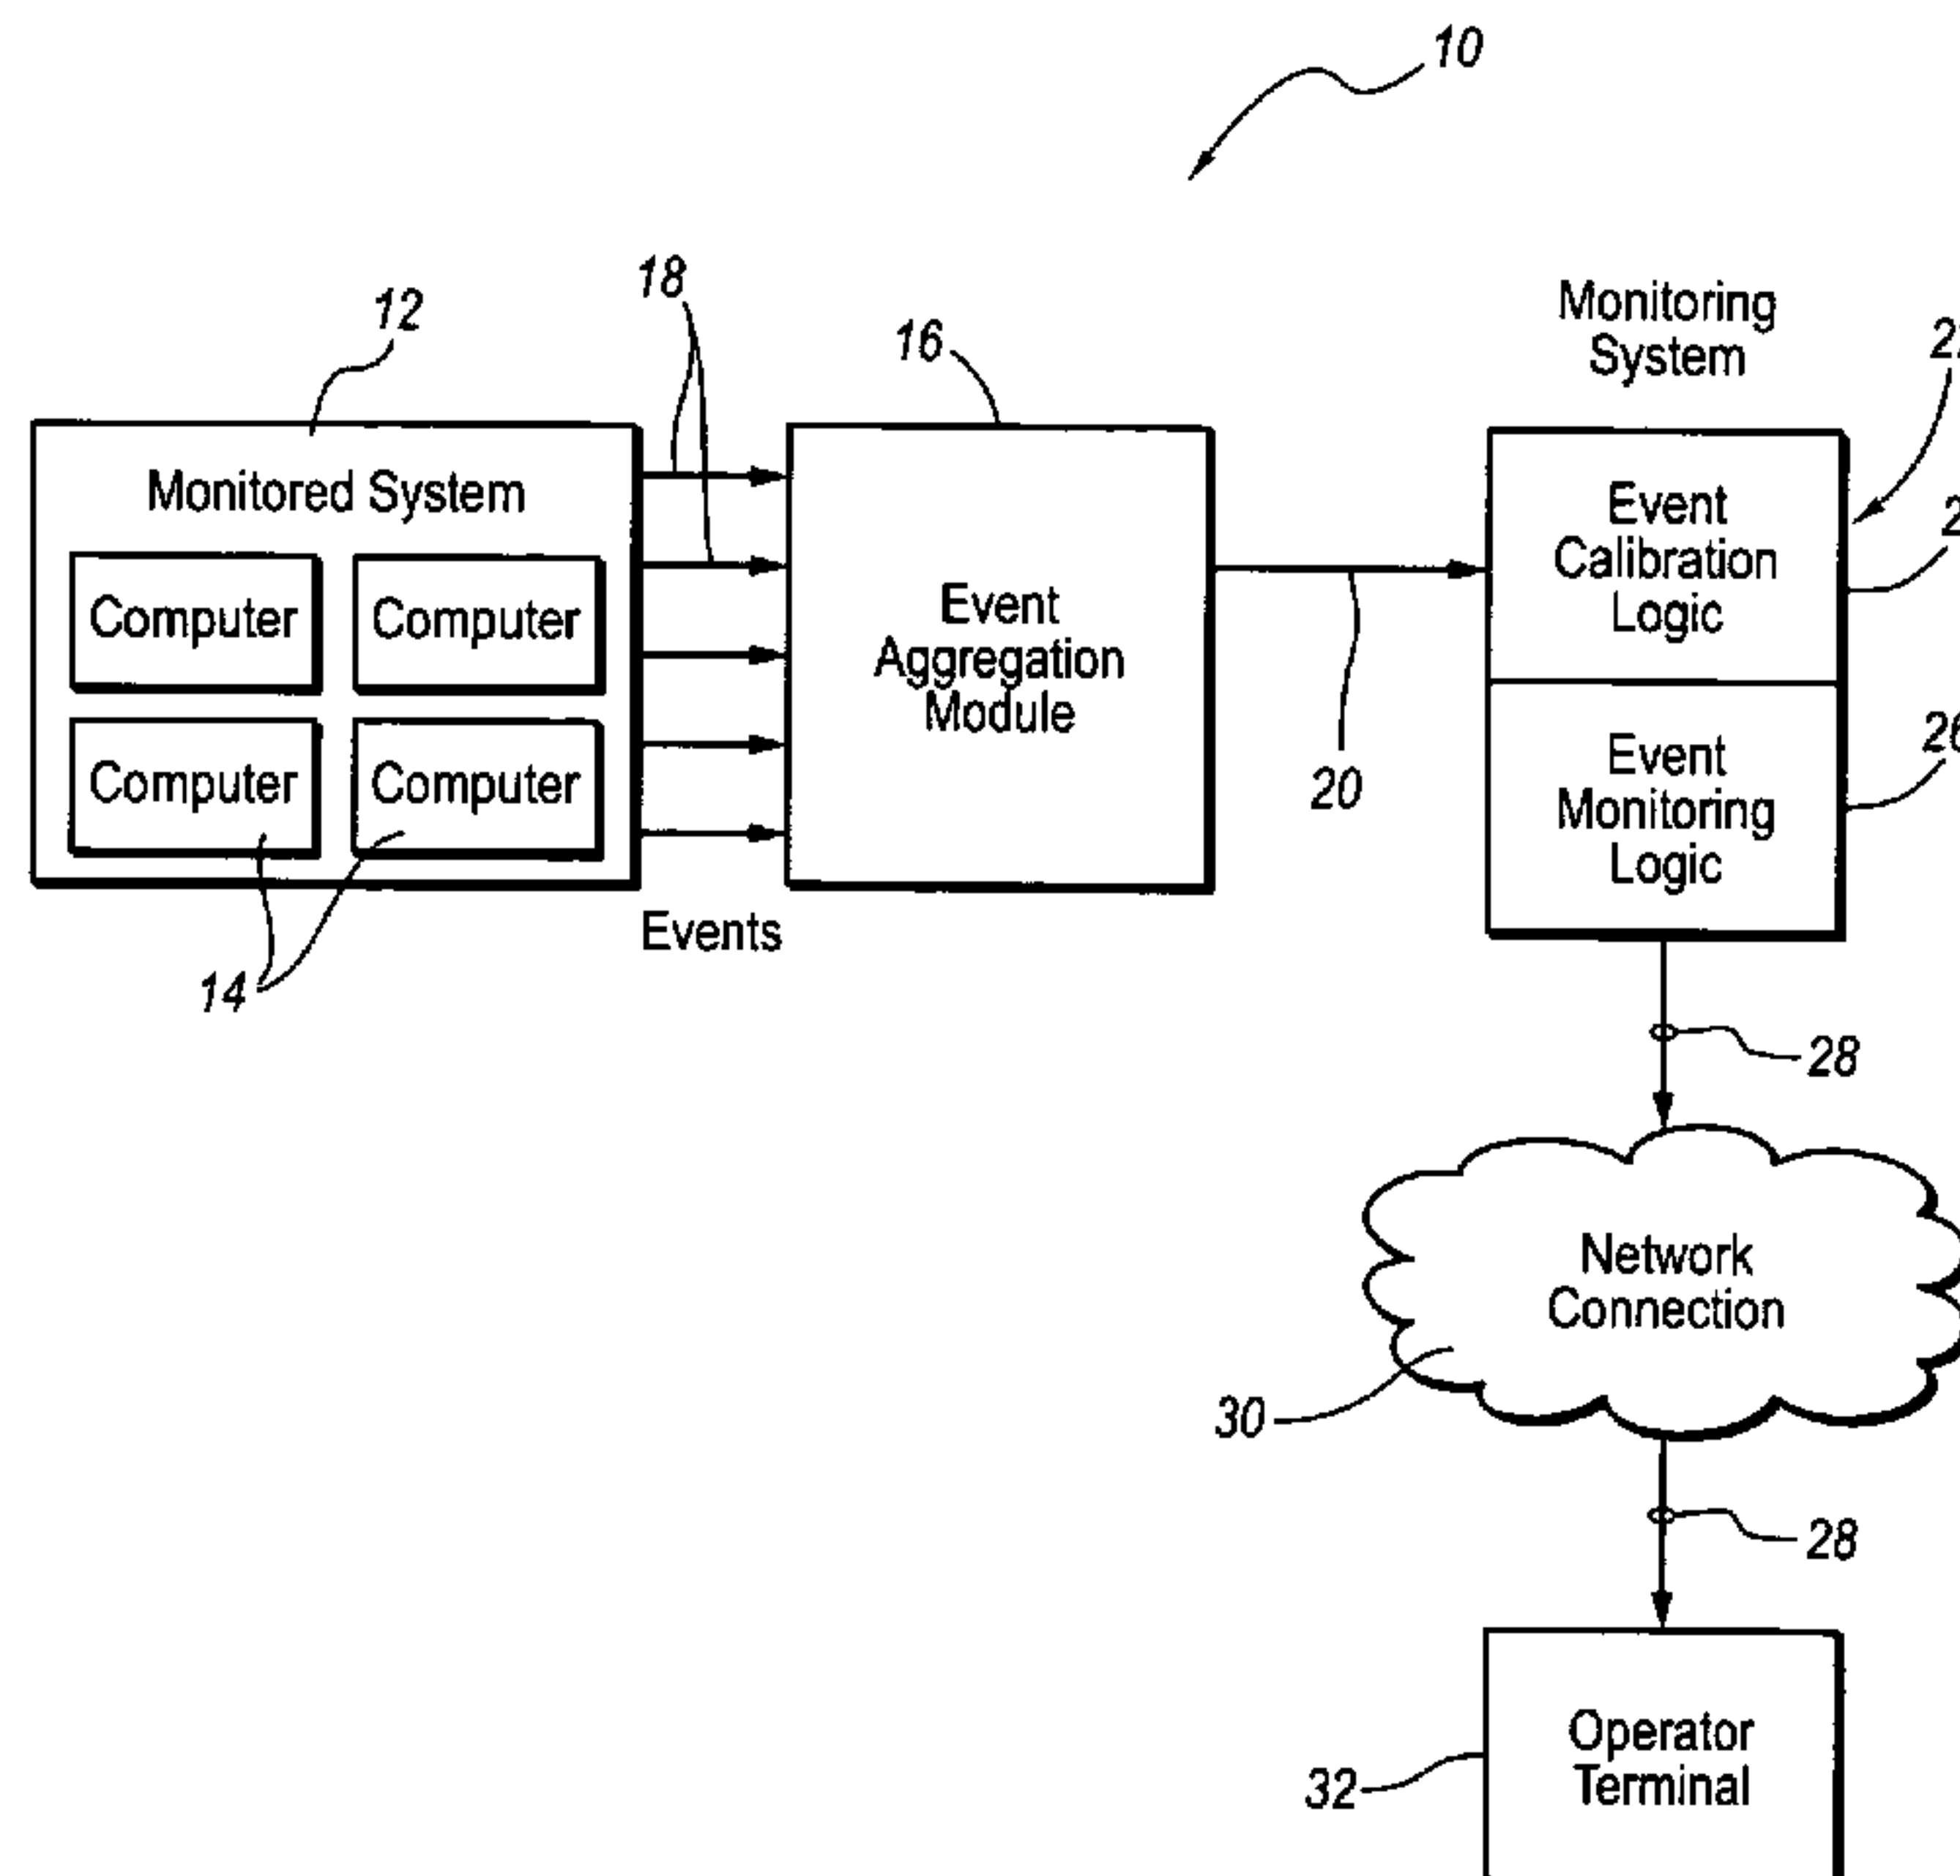 10
18
12
16
Monitoring
System
Monitored System
Event
Calibration
Logic
Computer
Computer
Event
Aggregation
Module
Computer
Computer
Event
Monitoring
Logic
20
Events
14
28
Network
Connection
30
28
Operator
Terminal
32